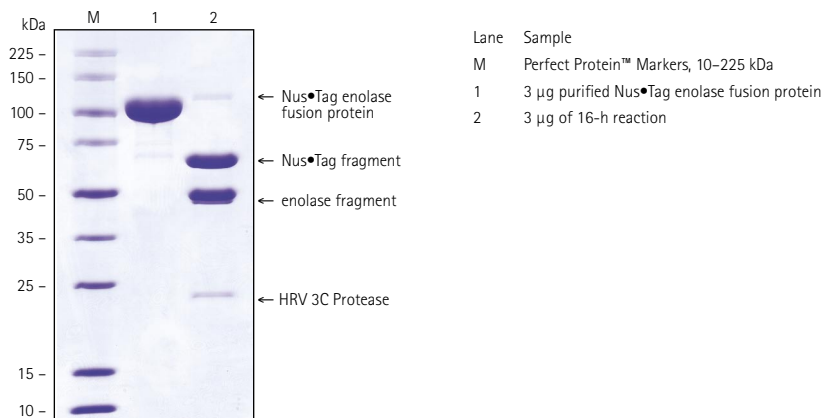 kDa M 1 2
225 –
150 –
100 –
75 –
50 –
35 –
25 –
15 –
10 –
← Nus●Tag enolase
fusion protein
← Nus●Tag fragment
← enolase fragment
← HRV 3C Protease
Lane Sample
M Perfect Protein™ Markers, 10–225 kDa
1 3 µg purified Nus●Tag enolase fusion protein
2 3 µg of 16-h reaction